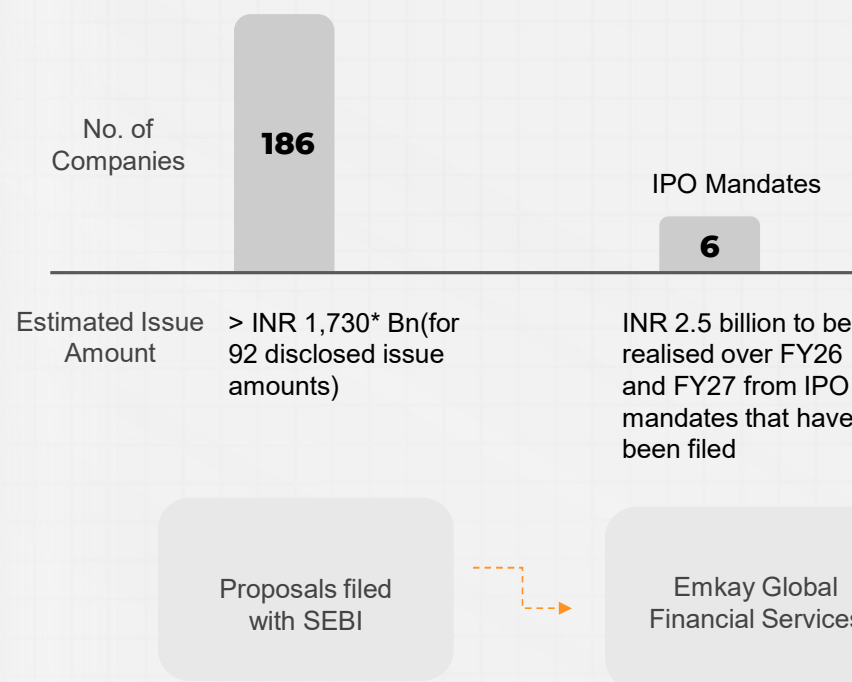 No. of
Companies
186
IPO Mandates
6
Estimated Issue
Amount
> INR 1,730* Bn(for
92 disclosed issue
amounts)
INR 2.5 billion to be
realised over FY26
and FY27 from IPO
mandates that have
been filed
Proposals filed
with SEBI
Emkay Global
Financial Services